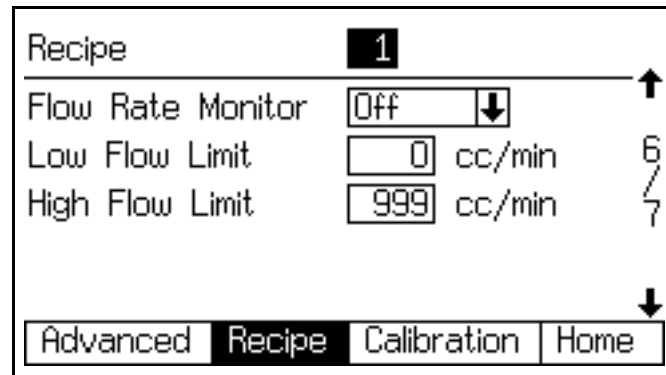 Recipe 1
Flow Rate Monitor Off
Low Flow Limit 0 cc/min
High Flow Limit 999 cc/min
6/7
Advanced Recipe Calibration Home